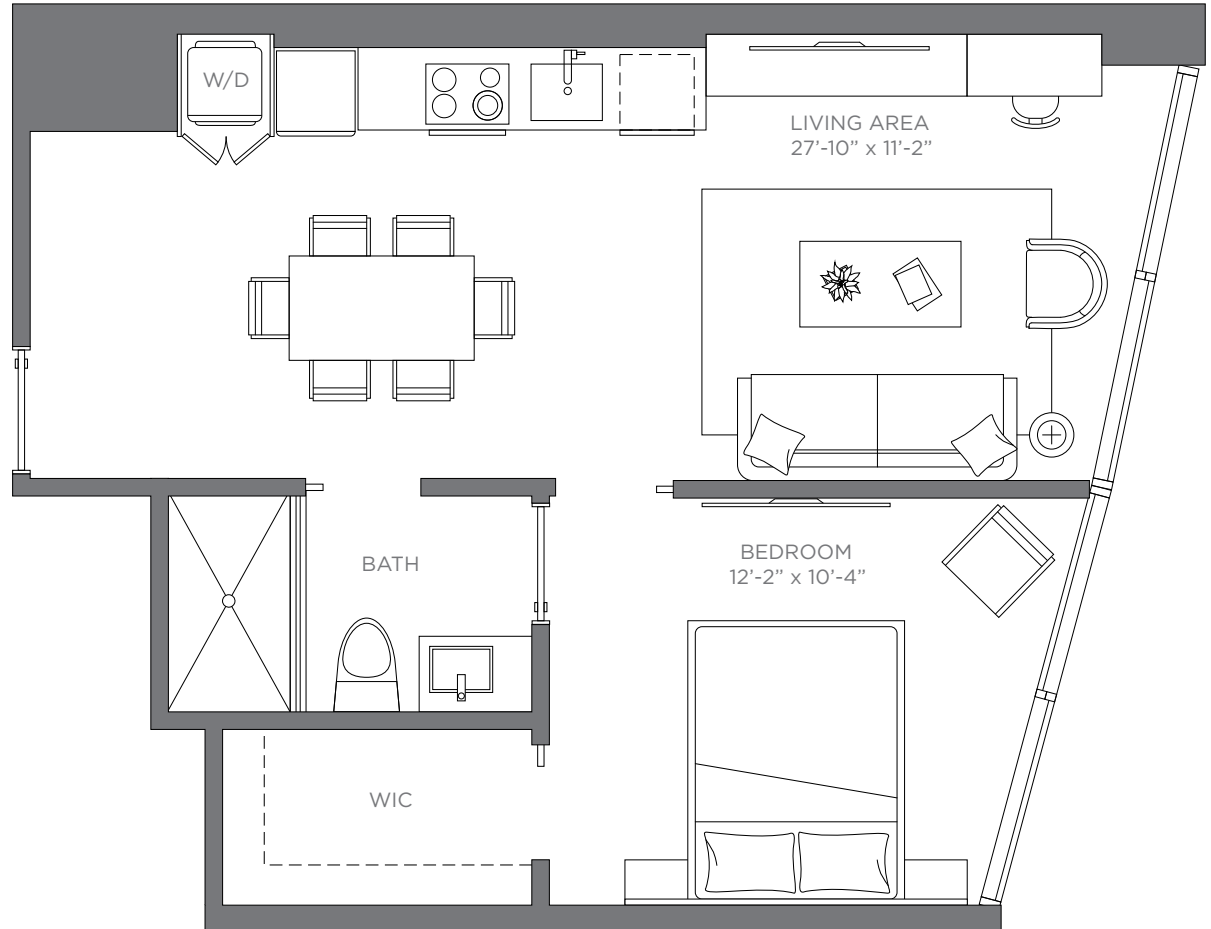 W/D
LIVING AREA
27’-10” x 11’-2”
BATH
BEDROOM
12’-2” x 10’-4”
WIC